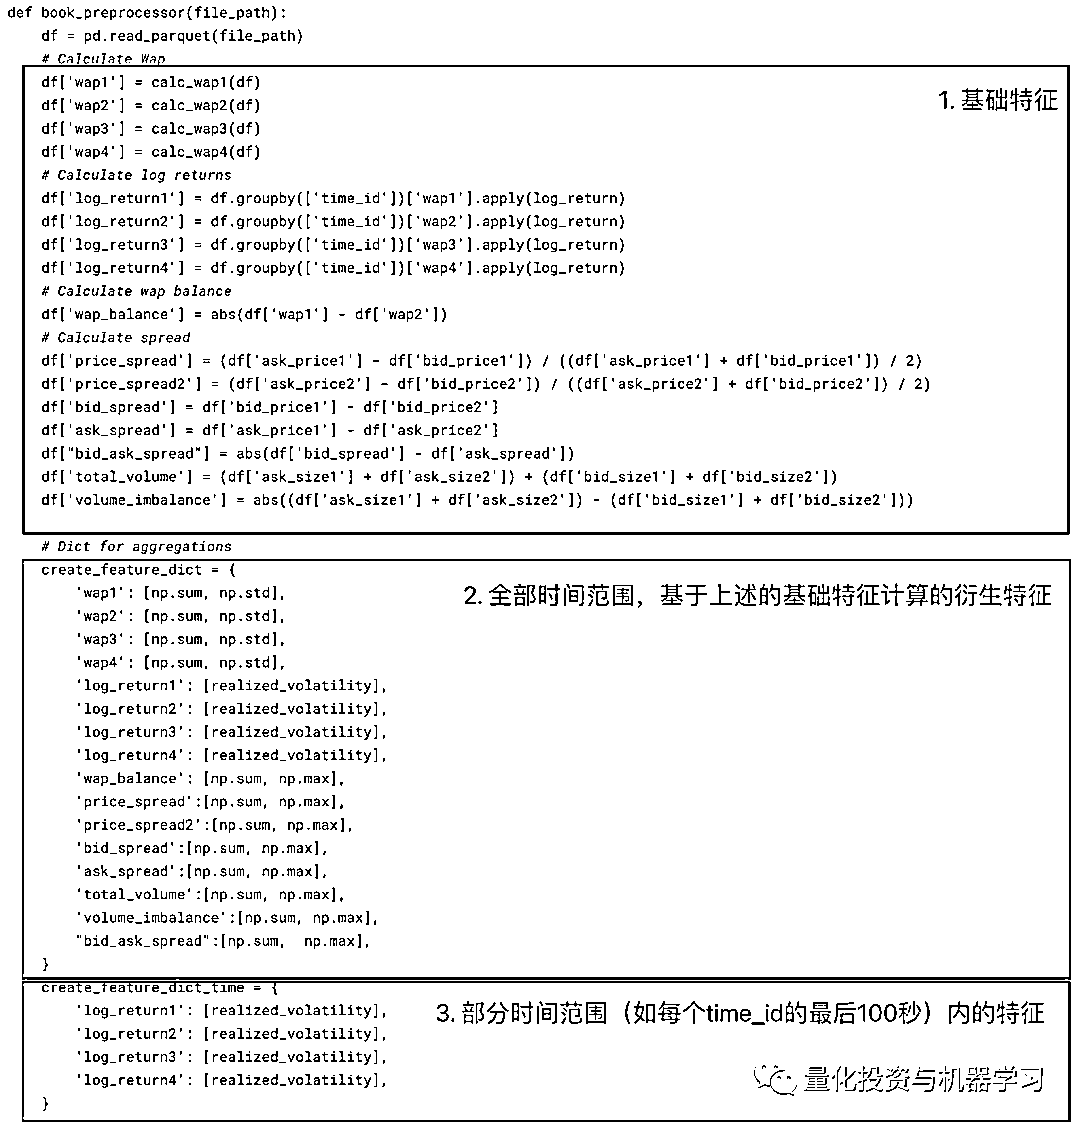 def book_preprocessor(file_path):
    df = pd.read_parquet(file_path)
    # Calculate Wap
    df['wap1'] = calc_wap1(df)
    df['wap2'] = calc_wap2(df)
    df['wap3'] = calc_wap3(df)
    df['wap4'] = calc_wap4(df)
1. 基础特征
    # Calculate log returns
    df['log_return1'] = df.groupby(['time_id'])['wap1'].apply(log_return)
    df['log_return2'] = df.groupby(['time_id'])['wap2'].apply(log_return)
    df['log_return3'] = df.groupby(['time_id'])['wap3'].apply(log_return)
    df['log_return4'] = df.groupby(['time_id'])['wap4'].apply(log_return)
    # Calculate wap balance
    df['wap_balance'] = abs(df['wap1'] - df['wap2'])
    # Calculate spread
    df['price_spread'] = (df['ask_price1'] - df['bid_price1']) / ((df['ask_price1'] + df['bid_price1']) / 2)
    df['price_spread2'] = (df['ask_price2'] - df['bid_price2']) / ((df['ask_price2'] + df['bid_price2']) / 2)
    df['bid_spread'] = df['bid_price1'] - df['bid_price2']
    df['ask_spread'] = df['ask_price1'] - df['ask_price2']
    df["bid_ask_spread"] = abs(df['bid_spread'] - df['ask_spread'])
    df['total_volume'] = (df['ask_size1'] + df['ask_size2']) + (df['bid_size1'] + df['bid_size2'])
    df['volume_imbalance'] = abs((df['ask_size1'] + df['ask_size2']) - (df['bid_size1'] + df['bid_size2']))
    # Dict for aggregations
    create_feature_dict = {
        'wap1': [np.sum, np.std],
2. 全部时间范围，基于上述的基础特征计算的衍生特征
        'wap2': [np.sum, np.std],
        'wap3': [np.sum, np.std],
        'wap4': [np.sum, np.std],
        'log_return1': [realized_volatility],
        'log_return2': [realized_volatility],
        'log_return3': [realized_volatility],
        'log_return4': [realized_volatility],
        'wap_balance': [np.sum, np.max],
        'price_spread':[np.sum, np.max],
        'price_spread2':[np.sum, np.max],
        'bid_spread':[np.sum, np.max],
        'ask_spread':[np.sum, np.max],
        'total_volume':[np.sum, np.max],
        'volume_imbalance':[np.sum, np.max],
        "bid_ask_spread":[np.sum,  np.max],
    }
    create_feature_dict_time = {
        'log_return1': [realized_volatility],
3. 部分时间范围（如每个time_id的最后100秒）内的特征
        'log_return2': [realized_volatility],
        'log_return3': [realized_volatility],
        'log_return4': [realized_volatility],
量化投资与机器学习
    }